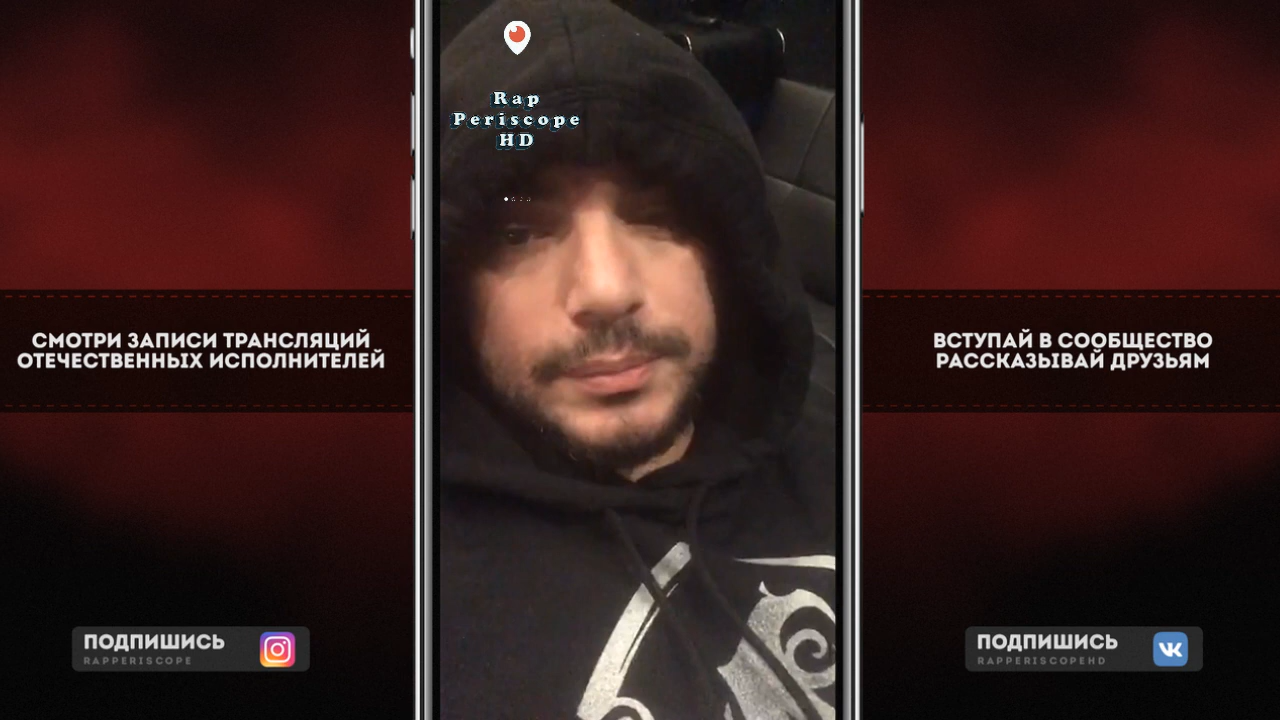 Rap
Periscope
HD
СМОТРИ ЗАПИСИ ТРАНСЛЯЦИЙ
ОТЕЧЕСТВЕННЫХ ИСПОЛНИТЕЛЕЙ
ВСТУПАЙ В СООБЩЕСТВО
РАССКАЗЫВАЙ ДРУЗЬЯМ
ПОДПИШИСЬ
RAPPERISCOPE
ПОДПИШИСЬ
RAPPERISCOPEHD